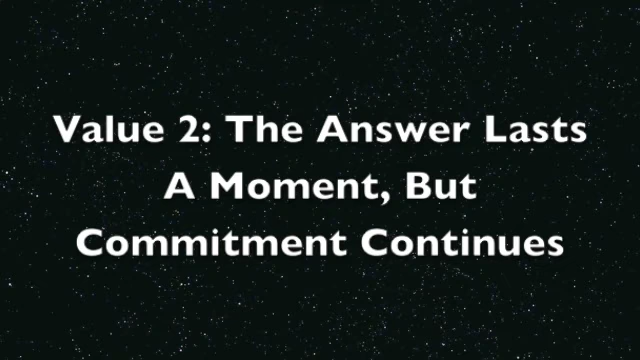 Value 2: The Answer Lasts
A Moment, But
Commitment Continues